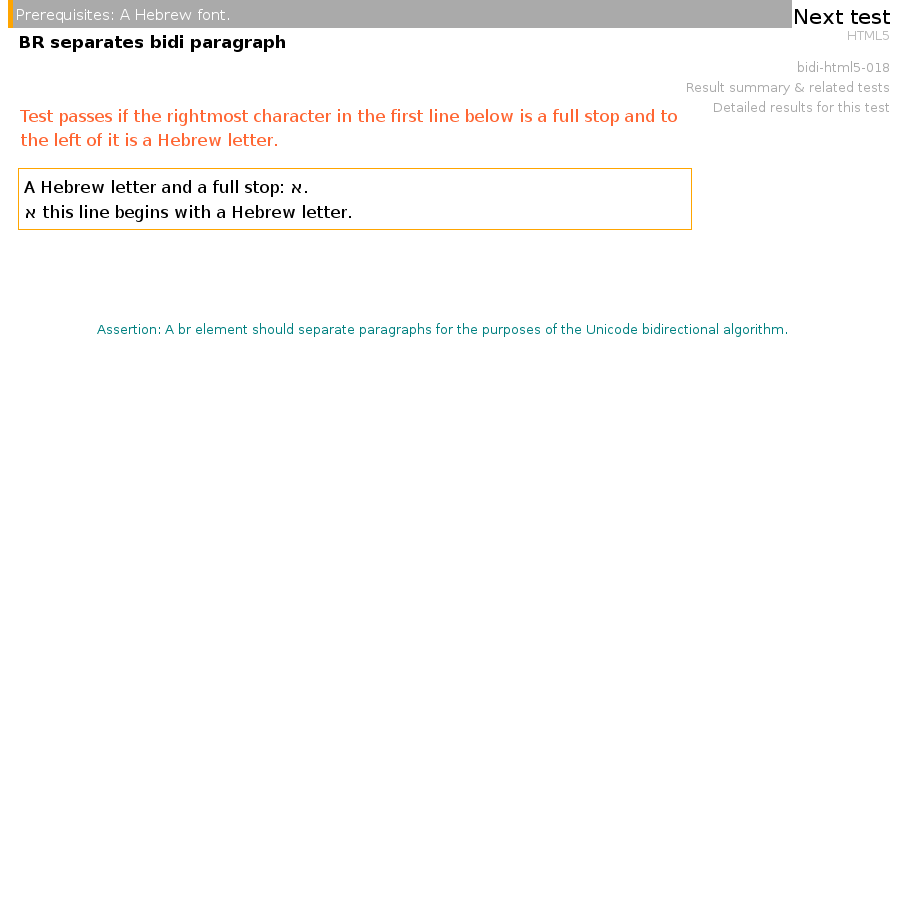 Prerequisites: A Hebrew font.
Next test
HTML5
BR separates bidi paragraph
bidi-html5-018
Result summary & related tests
Detailed results for this test
Test passes if the rightmost character in the first line below is a full stop and to
the left of it is a Hebrew letter.
A Hebrew letter and a full stop: א.
א this line begins with a Hebrew letter.
Assertion: A br element should separate paragraphs for the purposes of the Unicode bidirectional algorithm.